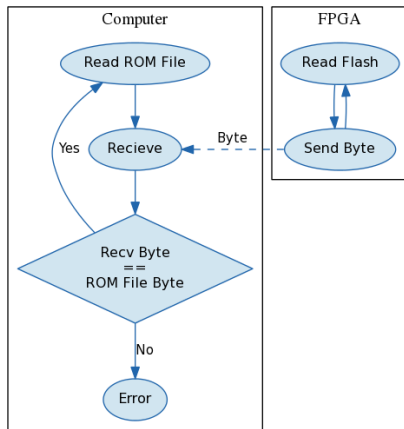 Computer
FPGA
Read ROM File
Read Flash
Byte
Yes
Recieve
Send Byte
Recv Byte
==
ROM File Byte
No
Error